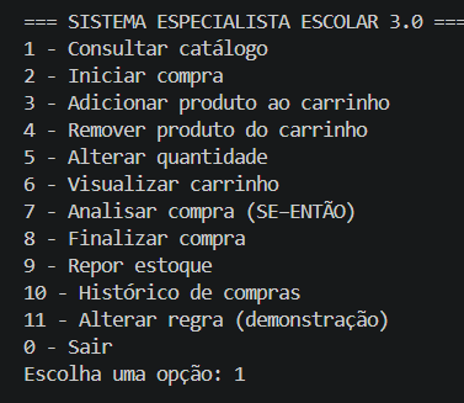 === SISTEMA ESPECIALISTA ESCOLAR 3.0 ===
1 - Consultar catálogo
2 - Iniciar compra
3 - Adicionar produto ao carrinho
4 - Remover produto do carrinho
5 - Alterar quantidade
6 - Visualizar carrinho
7 - Analisar compra (SE–ENTÃO)
8 - Finalizar compra
9 - Repor estoque
10 - Histórico de compras
11 - Alterar regra (demonstração)
0 - Sair
Escolha uma opção: 1